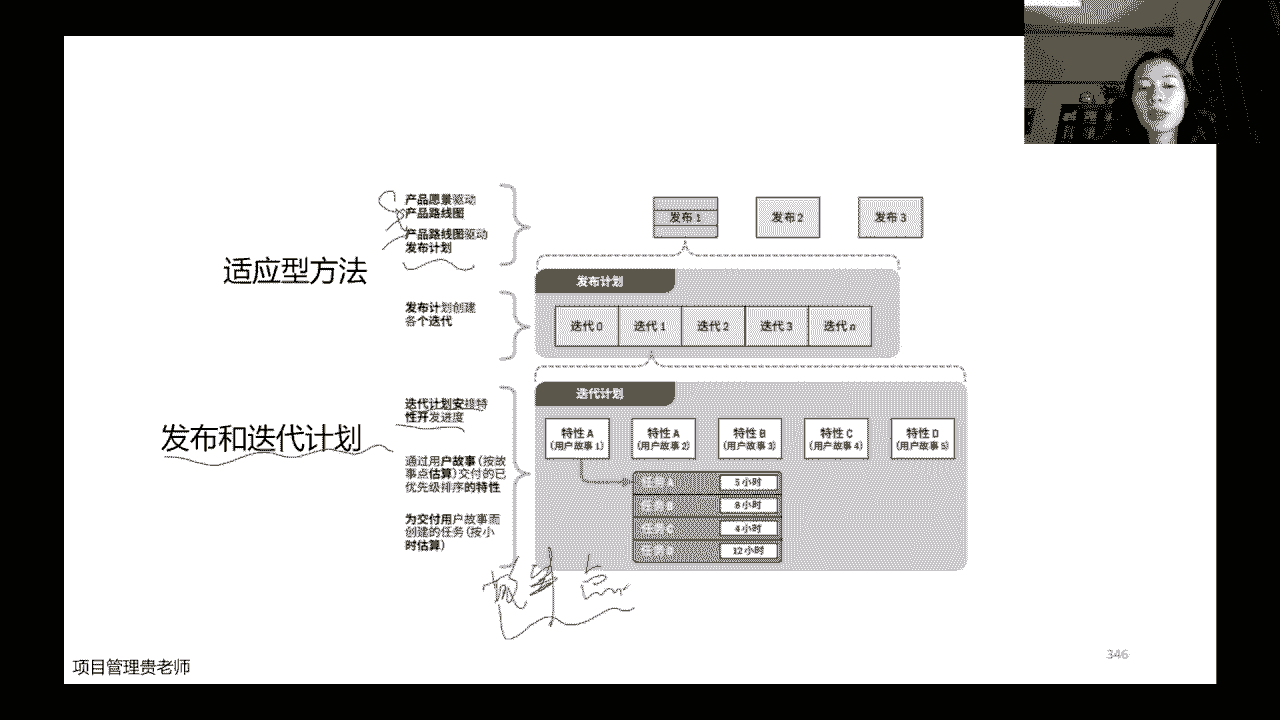 产品愿景驱动
产品路线图
产品路线图驱动
发布计划
发布 1
发布 2
发布 3
适应型方法
发布计划
发布计划创建
各个迭代
迭代 0
迭代 1
迭代 2
迭代 3
迭代 n
迭代计划
迭代计划安排特
性开发进度
发布和迭代计划
特性 A
(用户故事 1)
特性 A
(用户故事 2)
特性 B
(用户故事 3)
特性 C
(用户故事 4)
特性 D
(用户故事 5)
通过用户故事 (按故
事点估算) 交付的已
优先级排序的特性
任务 A
5 小时
任务 B
8 小时
任务 C
4 小时
任务 D
12 小时
为交付用户故事而
创建的任务 (按小
时估算)
故事点
项目管理贵老师
346